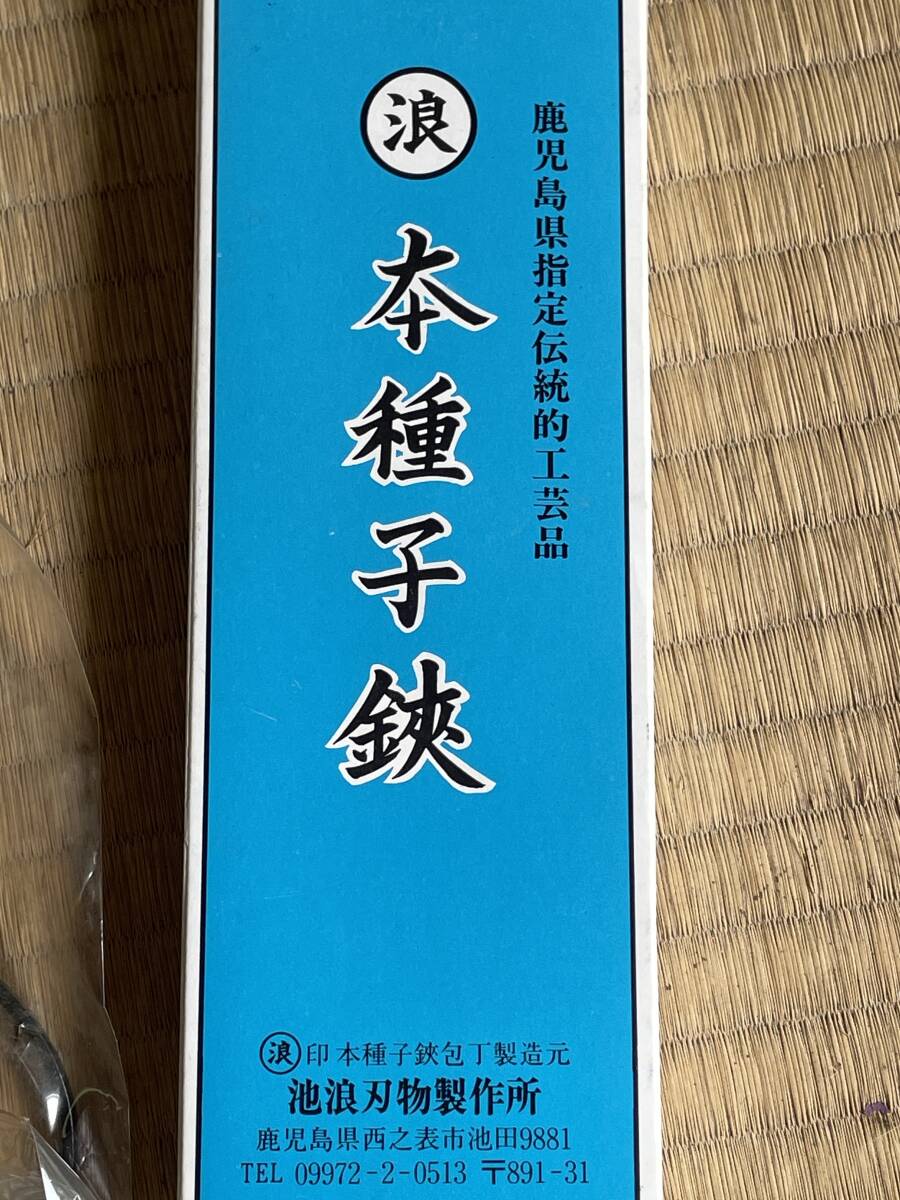 鹿児島県指定伝統的工芸品
浪
本種子鋏
浪印 本種子鋏包丁製造元
池浪刃物製作所
鹿児島県西之表市池田9881
TEL 09972-2-0513 〒891-31